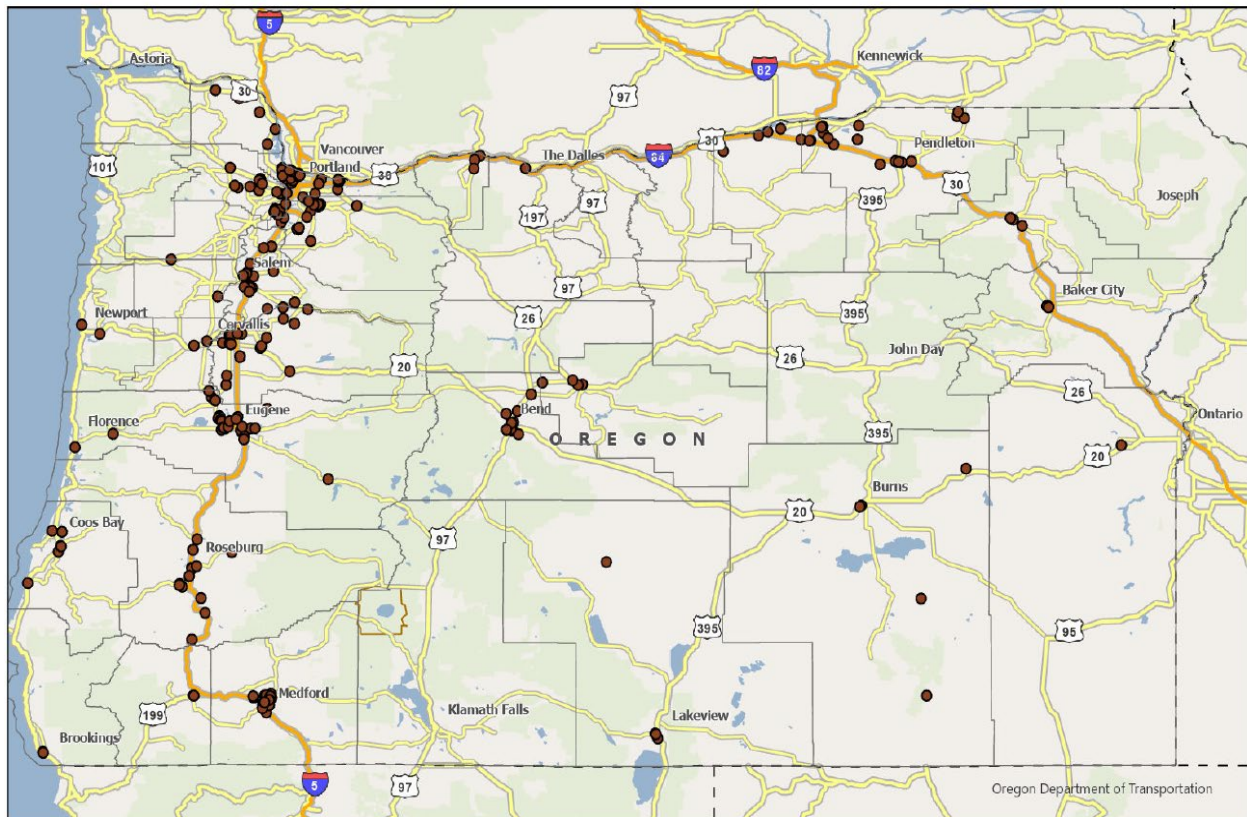 5
Astoria
82
Kennewick
97
30
Vancouver
Portland
101
30
The Dalles
84
30
Pendleton
30
Joseph
197
97
395
Salem
97
Baker City
Newport
26
395
Corvallis
26
John Day
20
26
Florence
Eugene
Bend
OREGON
395
Ontario
20
Burns
20
Coos Bay
97
Roseburg
395
95
Medford
199
Klamath Falls
Lakeview
Brookings
5
97
Oregon Department of Transportation